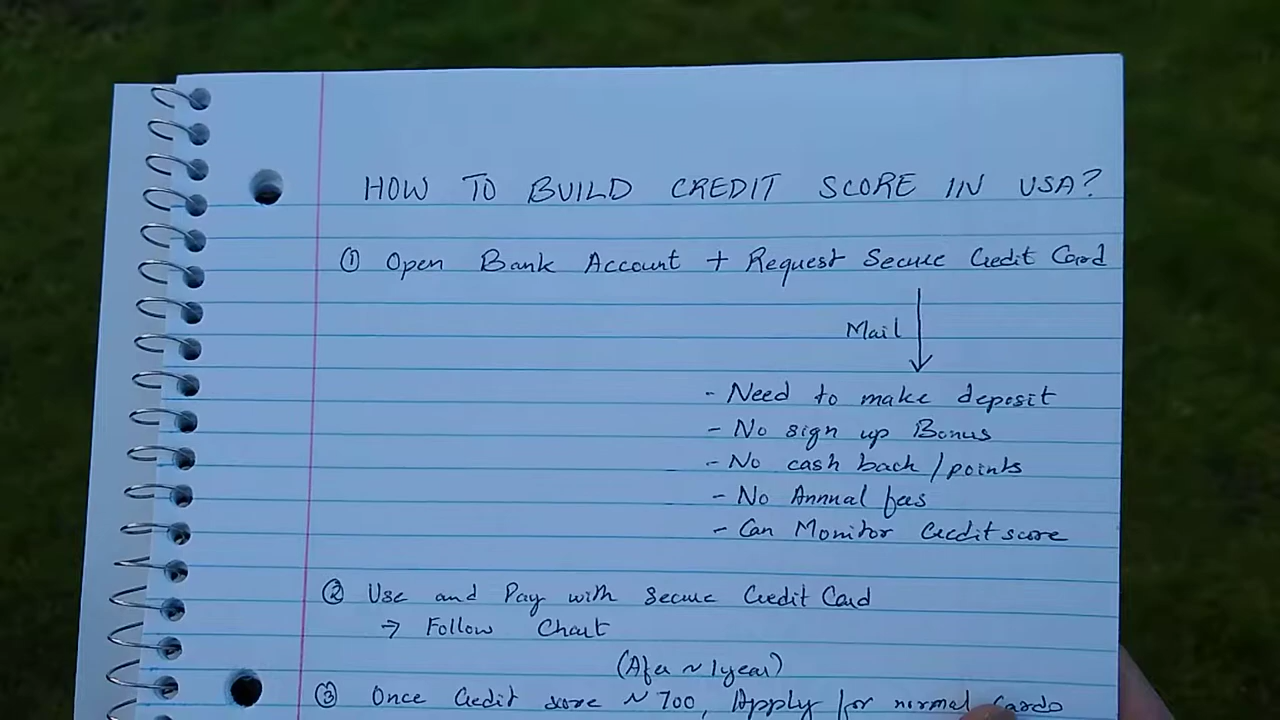 HOW TO BUILD CREDIT SCORE IN USA?
① Open Bank Account + Request Secure Credit Card
Mail
- Need to make deposit
- No sign up Bonus
- No cash back/points
- No Annual fees
- Can Monitor Credit score
② Use and Pay with Secure Credit Card
→ Follow Chart
(After ~ 1 year)
③ Once Credit score ~ 700, Apply for normal Cards